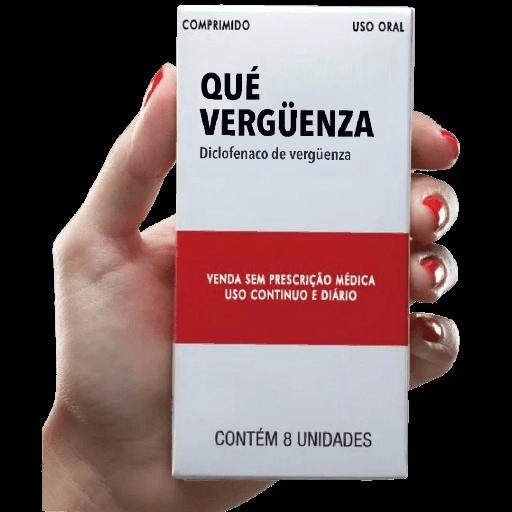 COMPRIMIDO USO ORAL
QUÉ
VERGÜENZA
Diclofenaco de vergüenza
VENDA SEM PRESCRIÇÃO MÉDICA
USO CONTINUO E DIÁRIO
CONTÉM 8 UNIDADES